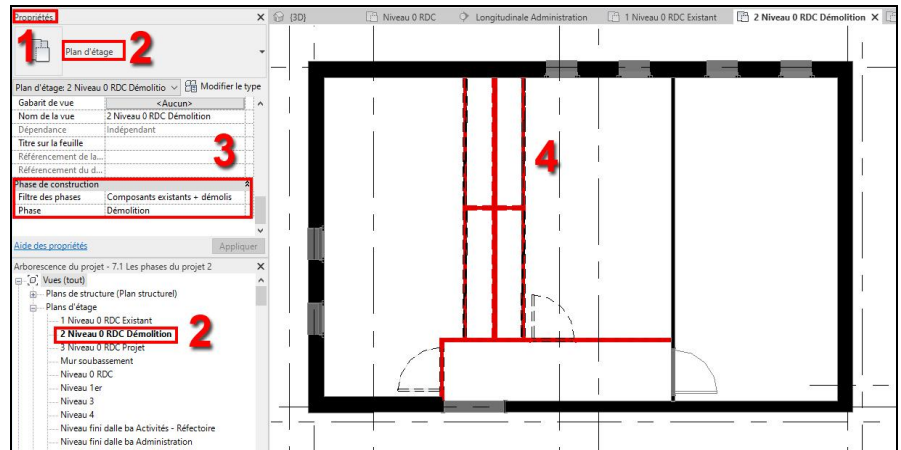 Propriétés
{3D}
Niveau 0 RDC
Longitudinale Administration
1 Niveau 0 RDC Existant
2 Niveau 0 RDC Démolition
1
Plan d'étage
2
Plan d'étage: 2 Niveau 0 RDC Démolitio
Modifier le type
Gabarit de vue
<Aucun>
Nom de la vue
2 Niveau 0 RDC Démolition
Dépendance
Indépendant
Titre sur la feuille
3
Référencement de la...
Référencement du d...
Phase de construction
Filtre des phases
Composants existants + démolis
Phase
Démolition
4
Aide des propriétés
Appliquer
Arborescence du projet - 7.1 Les phases du projet 2
Vues (tout)
Plans de structure (Plan structurel)
Plans d'étage
1 Niveau 0 RDC Existant
2 Niveau 0 RDC Démolition
2
3 Niveau 0 RDC Projet
Mur soubassement
Niveau 0 RDC
Niveau 1er
Niveau 3
Niveau 4
Niveau fini dalle ba Activités - Réfectoire
Niveau fini dalle ba Administration